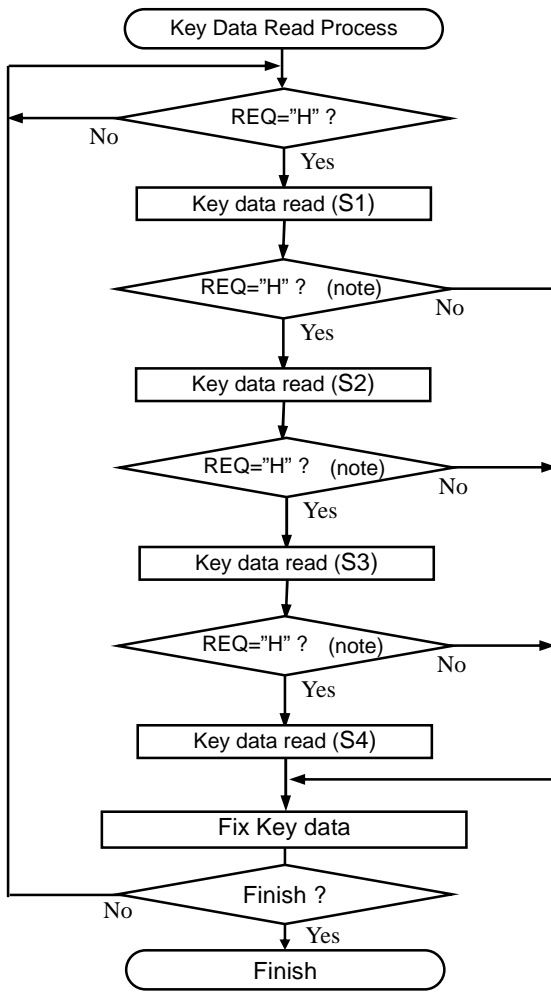 Key Data Read Process
REQ=”H” ?
No
Yes
Key data read (S1)
REQ=”H” ? (note)
No
Yes
Key data read (S2)
REQ=”H” ? (note)
No
Yes
Key data read (S3)
REQ=”H” ? (note)
No
Yes
Key data read (S4)
Fix Key data
Finish ?
No
Yes
Finish